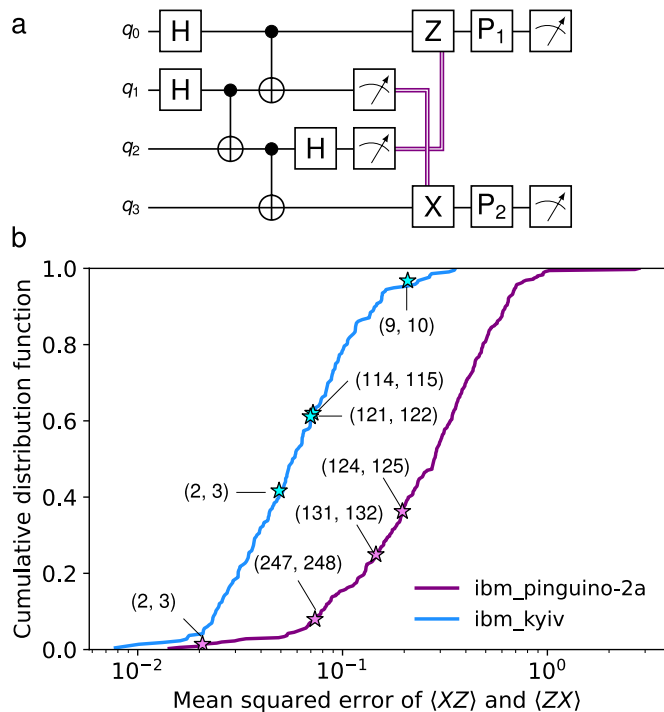 a
q0 H Z P1
q1 H
q2 H
q3 X P2
b
Cumulative distribution function
1.0
0.8
0.6
0.4
0.2
0.0
(9, 10)
(114, 115)
(121, 122)
(2, 3)
(124, 125)
(131, 132)
(247, 248)
(2, 3)
ibm_pinguino-2a
ibm_kyiv
10⁻² 10⁻¹ 10⁰
Mean squared error of ⟨XZ⟩ and ⟨ZX⟩